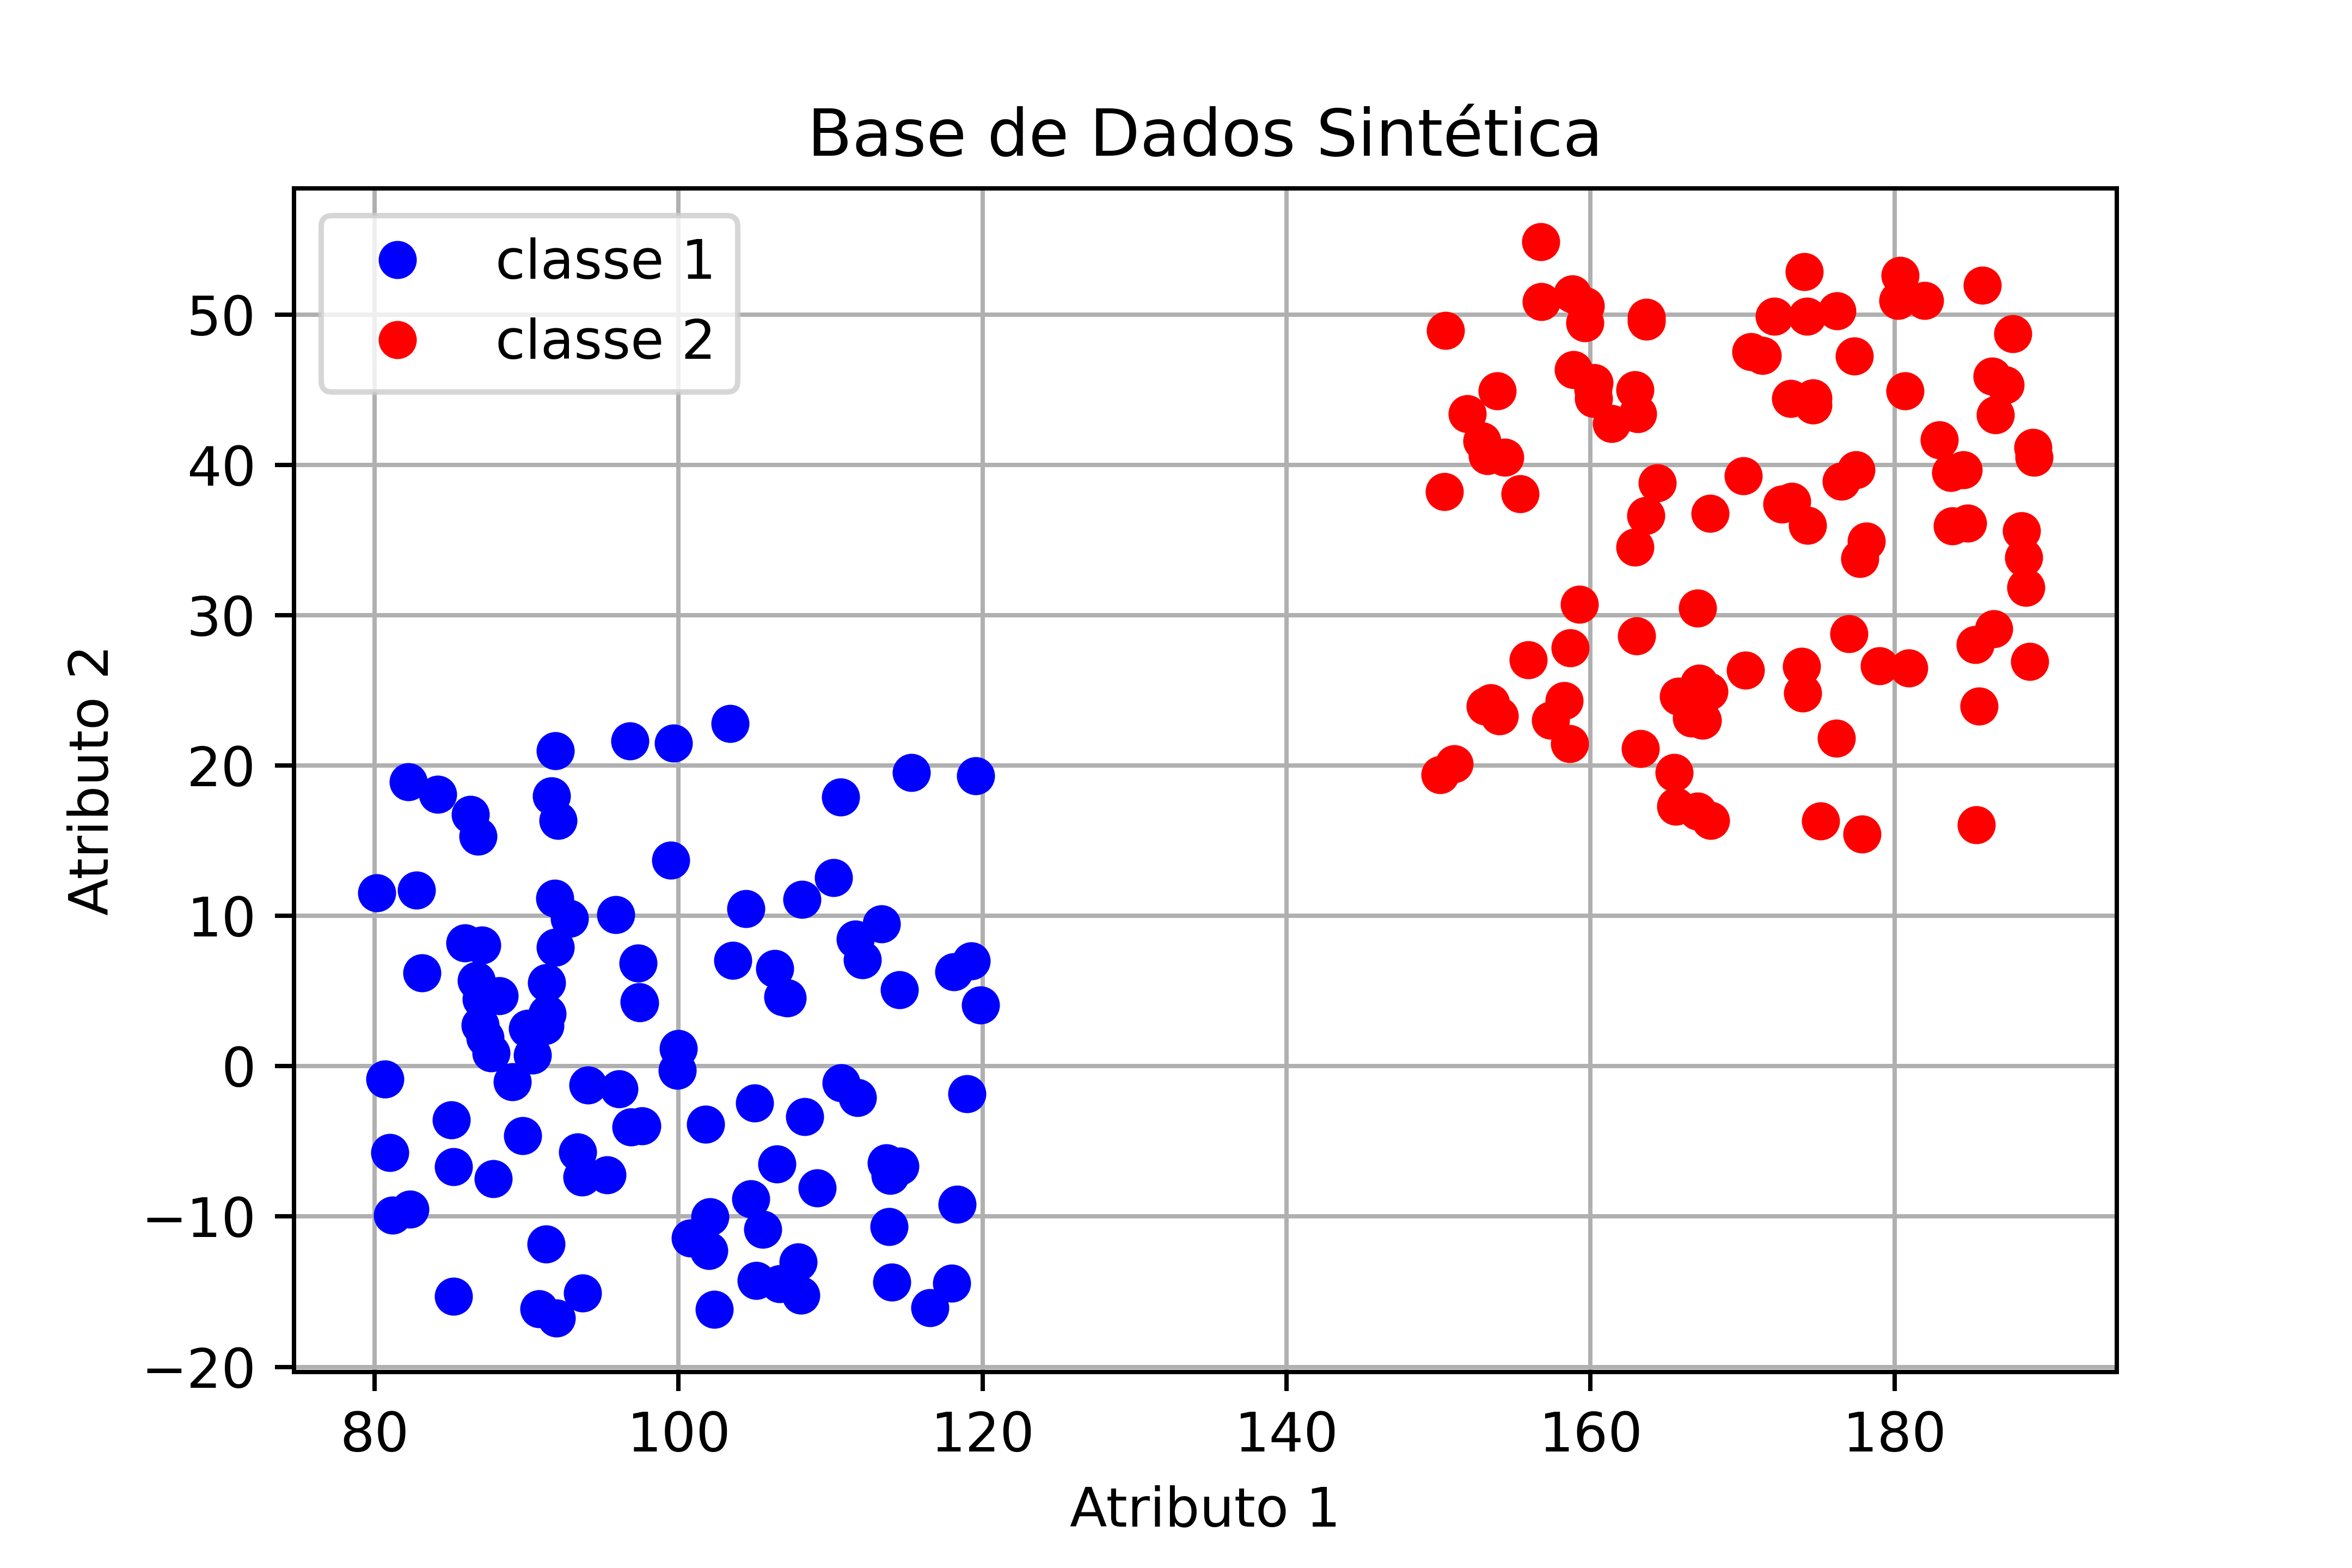 Base de Dados Sintética
classe 1
classe 2
50
40
30
20
10
0
−10
−20
Atributo 2
80 100 120 140 160 180
Atributo 1